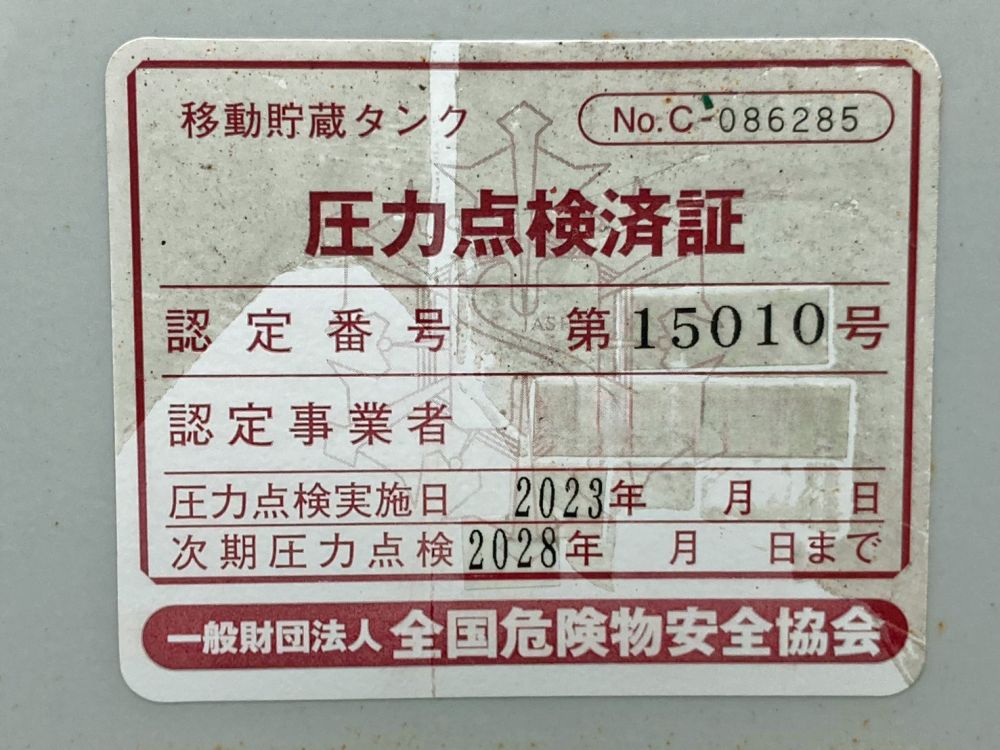 移動貯蔵タンク No.C-086285
圧力点検済証
認定番号 第15010号
認定事業者
圧力点検実施日 2023年 月 日
次期圧力点検 2028年 月 日まで
一般財団法人 全国危険物安全協会